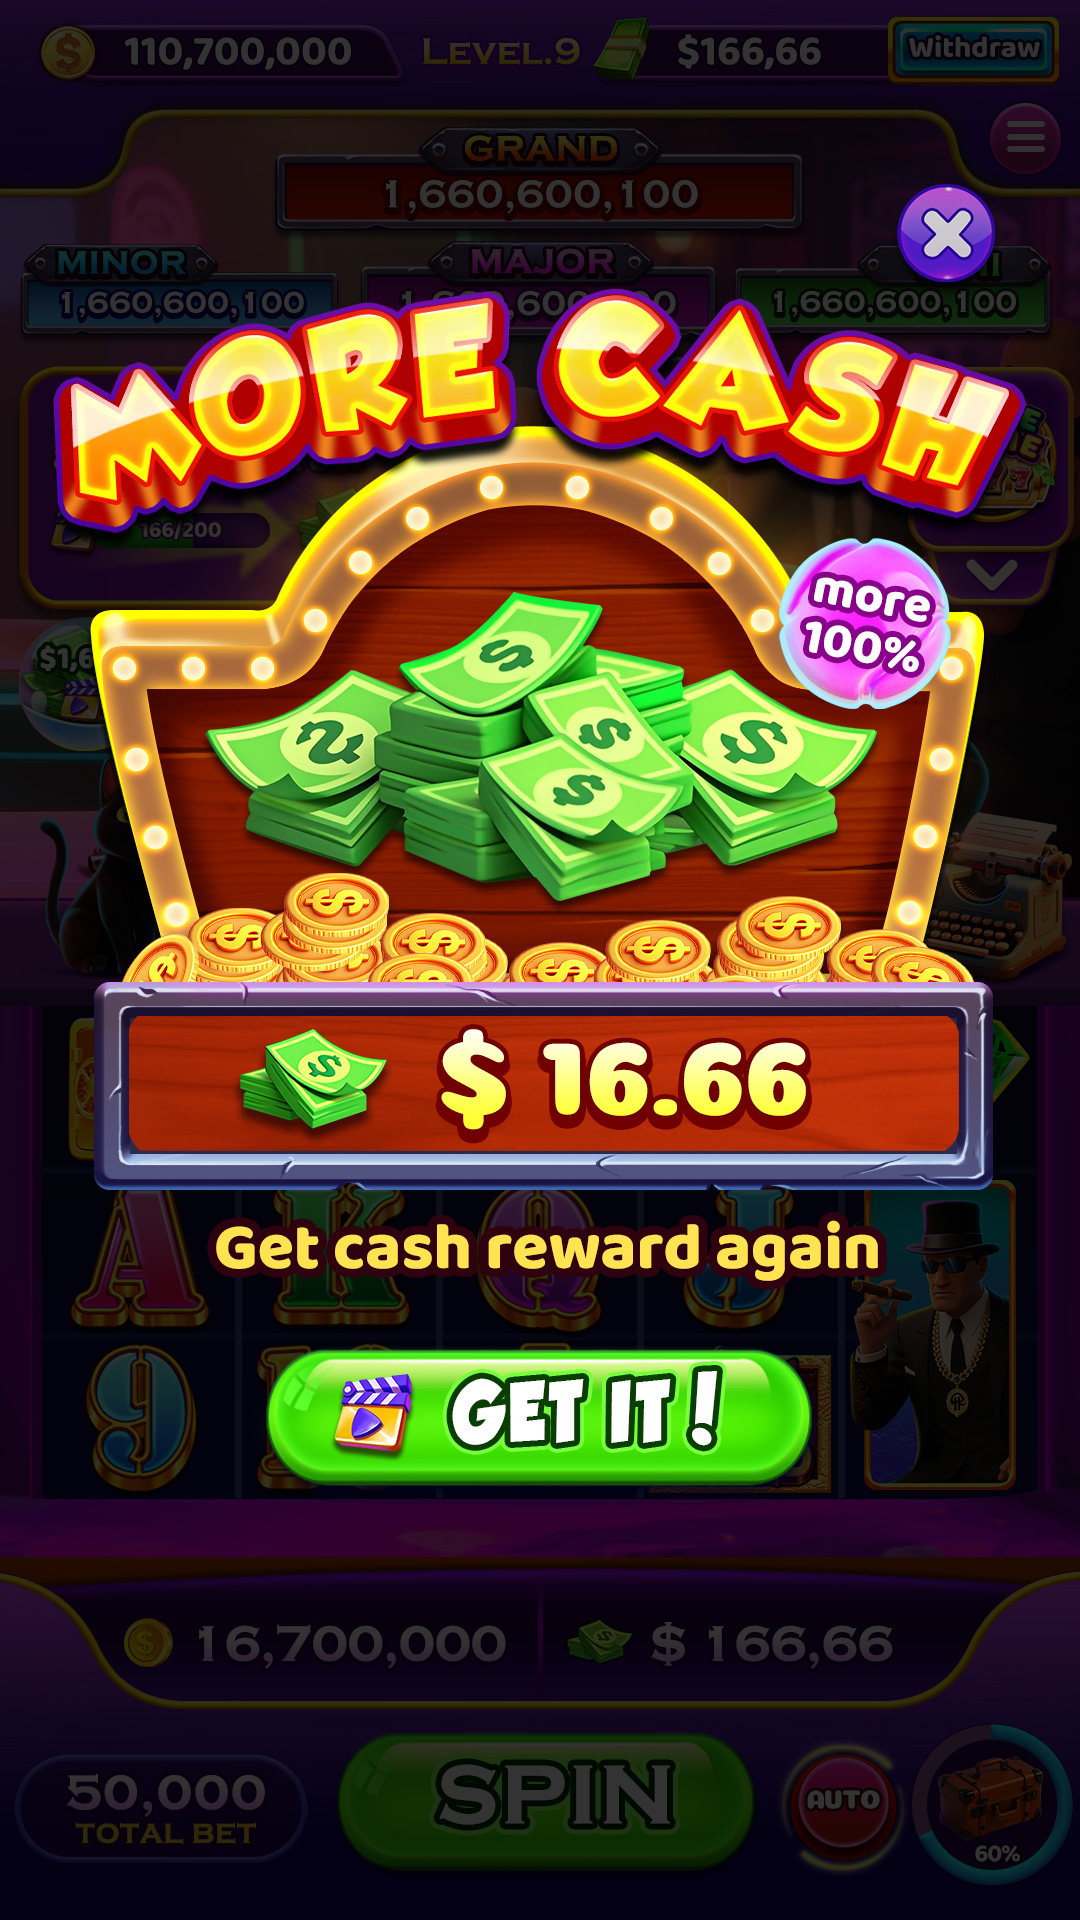 110,700,000 LEVEL.9 $166,66 Withdraw
GRAND
1,660,600,100
MINOR MAJOR
1,660,600,100 1,660,600,100
MORE CASH
166/200
more
100%
$ 16.66
Get cash reward again
A K Q J
9
GET IT!
16,700,000 $ 166,66
50,000
TOTAL BET
SPIN
AUTO
60%